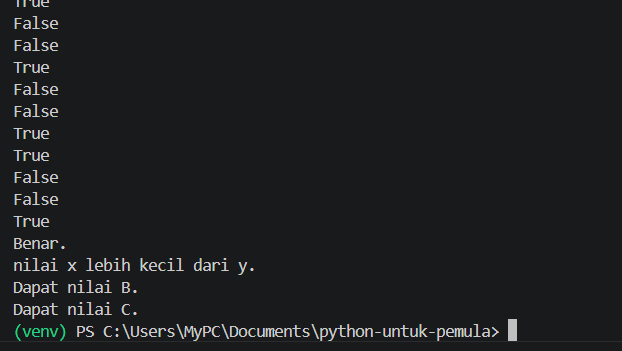 True
False
False
True
False
False
True
True
False
False
True
Benar.
nilai x lebih kecil dari y.
Dapat nilai B.
Dapat nilai C.
(venv) PS C:\Users\MyPC\Documents\python-untuk-pemula>